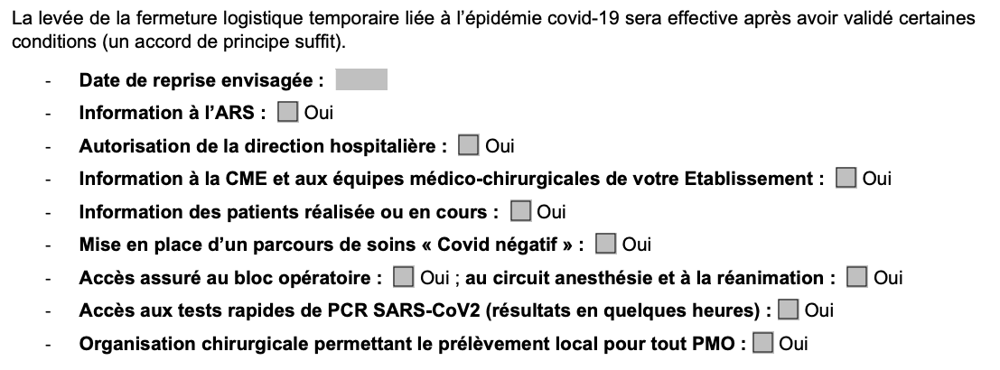 La levée de la fermeture logistique temporaire liée à l’épidémie covid-19 sera effective après avoir validé certaines
conditions (un accord de principe suffit).
- Date de reprise envisagée :
- Information à l’ARS : Oui
- Autorisation de la direction hospitalière : Oui
- Information à la CME et aux équipes médico-chirurgicales de votre Etablissement : Oui
- Information des patients réalisée ou en cours : Oui
- Mise en place d’un parcours de soins « Covid négatif » : Oui
- Accès assuré au bloc opératoire : Oui ; au circuit anesthésie et à la réanimation : Oui
- Accès aux tests rapides de PCR SARS-CoV2 (résultats en quelques heures) : Oui
- Organisation chirurgicale permettant le prélèvement local pour tout PMO : Oui